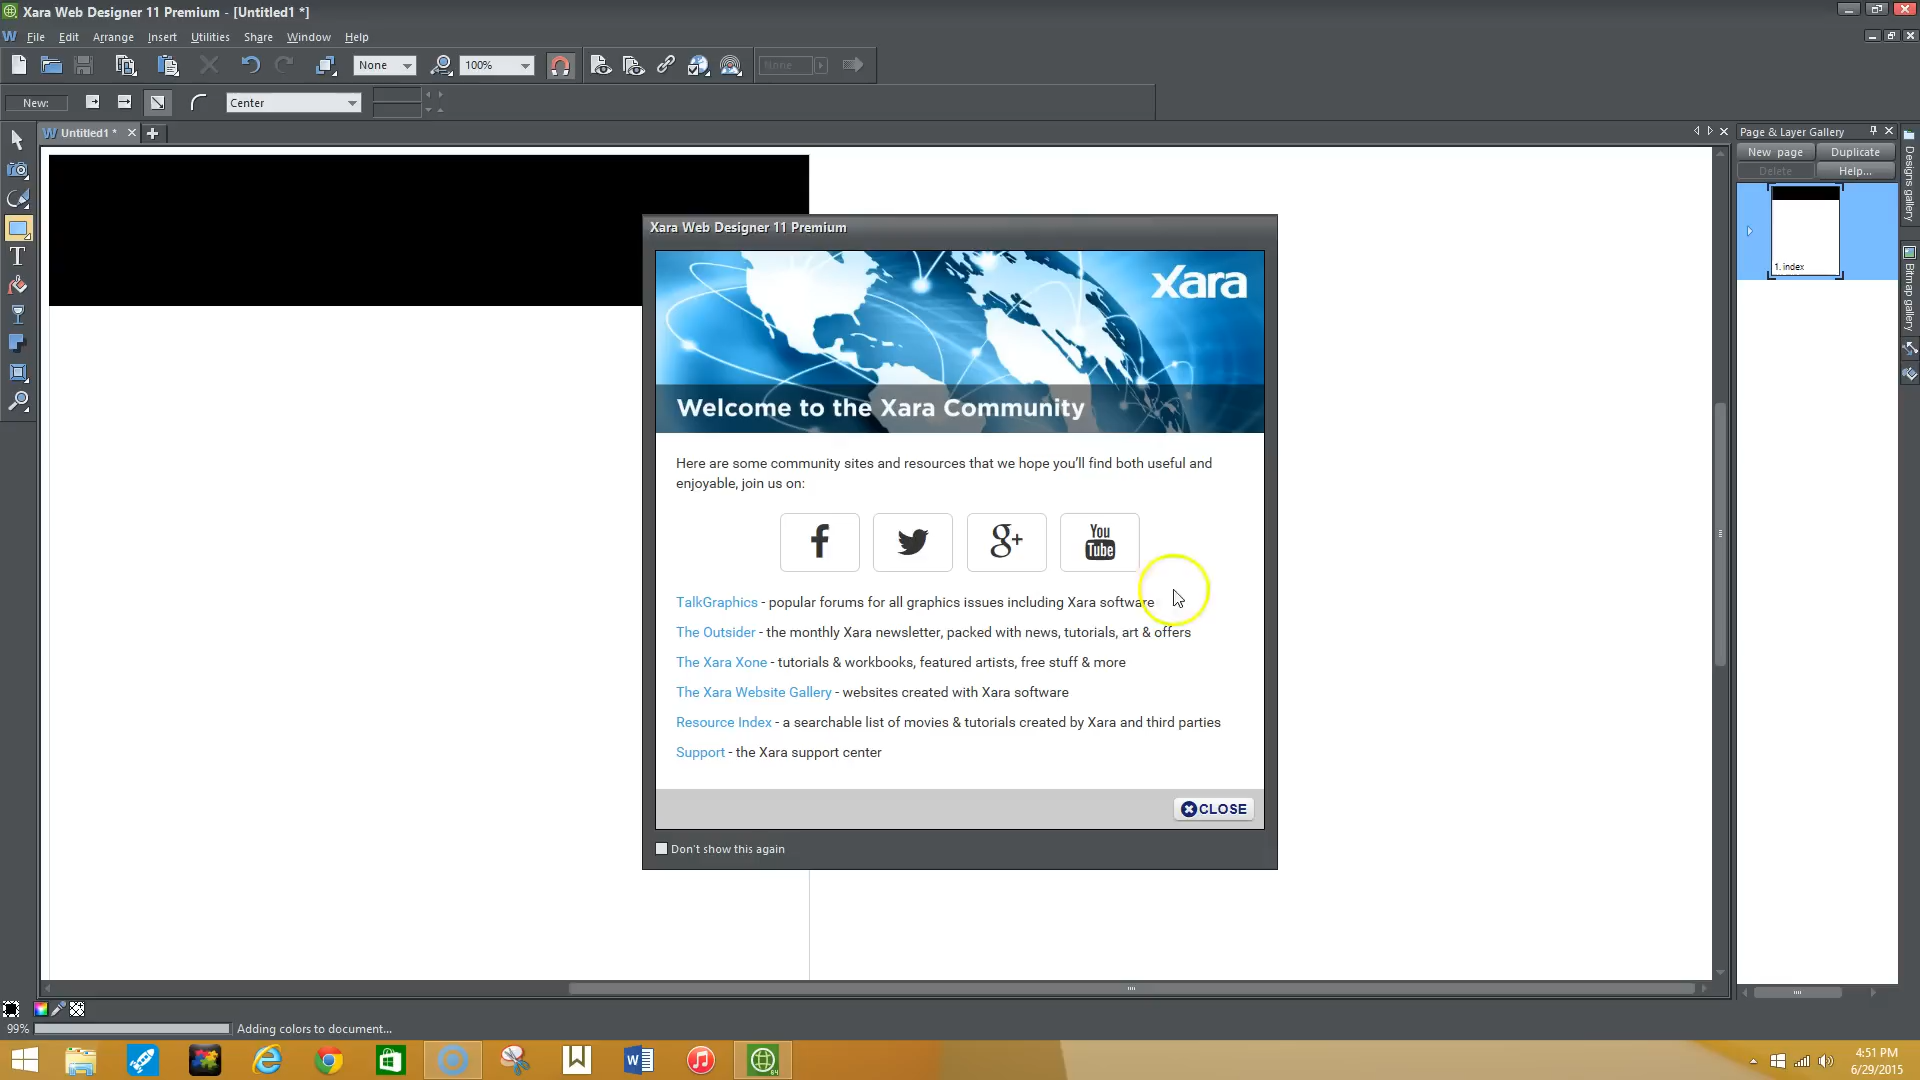 Xara Web Designer 11 Premium - [Untitled1 *]
File Edit Arrange Insert Utilities Share Window Help
None 100% None
New: Center
Untitled1 *
Page & Layer Gallery
New page Duplicate
Delete Help...
1. index
Designs gallery
Bitmap gallery
Xara Web Designer 11 Premium
xara
Welcome to the Xara Community
Here are some community sites and resources that we hope you'll find both useful and
enjoyable, join us on:
f g+ You Tube
TalkGraphics - popular forums for all graphics issues including Xara software
The Outsider - the monthly Xara newsletter, packed with news, tutorials, art & offers
The Xara Xone - tutorials & workbooks, featured artists, free stuff & more
The Xara Website Gallery - websites created with Xara software
Resource Index - a searchable list of movies & tutorials created by Xara and third parties
Support - the Xara support center
CLOSE
Don't show this again
99% Adding colors to document...
4:51 PM
6/29/2015